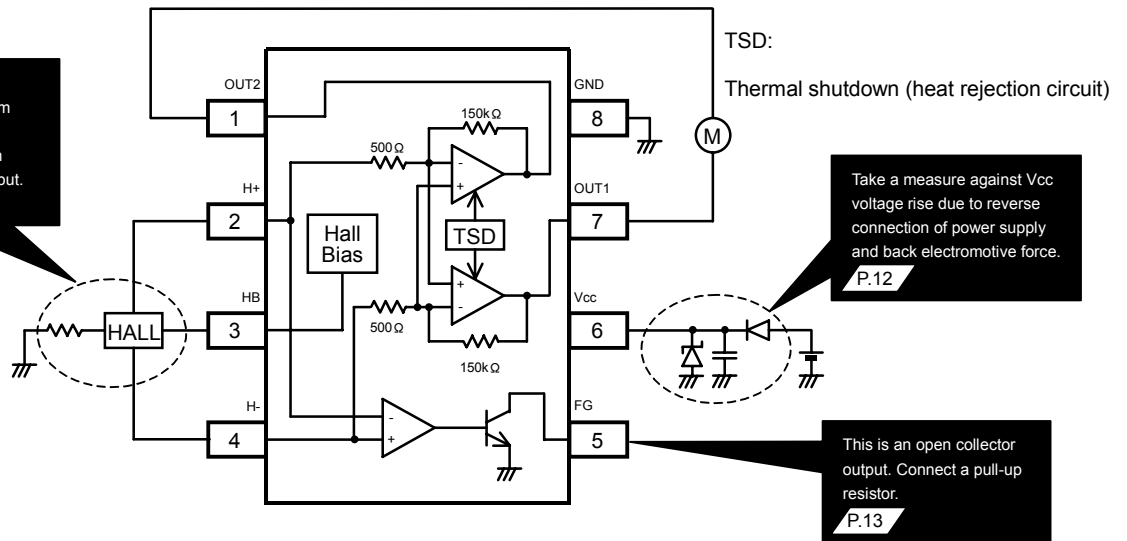 TSD:
Thermal shutdown (heat rejection circuit)
OUT2
1
H+
2
HB
3
H-
4
GND
8
OUT1
7
Vcc
6
FG
5
150kΩ
500Ω
-
+
Hall
Bias
TSD
+
-
500Ω
150kΩ
-
+
M
HALL
put.
Take a measure against Vcc
voltage rise due to reverse
connection of power supply
and back electromotive force.
P.12
This is an open collector
output. Connect a pull-up
resistor.
P.13